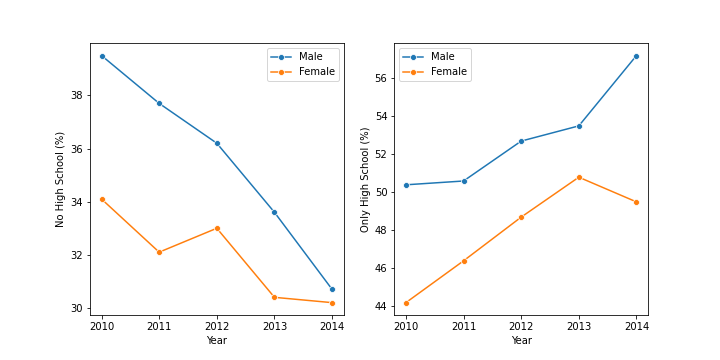 No High School (%)
38
36
34
32
30
2010 2011 2012 2013 2014
Year
Male
Female
Only High School (%)
56
54
52
50
48
46
44
2010 2011 2012 2013 2014
Year
Male
Female